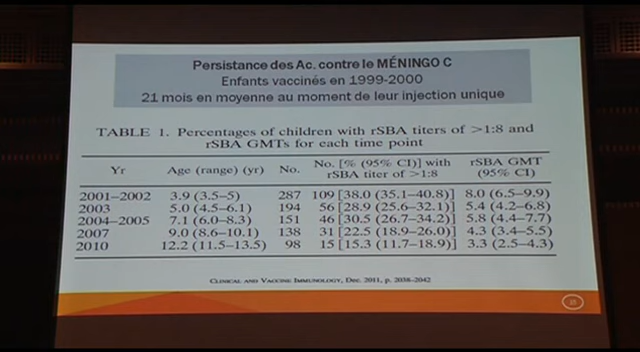 Persistance des Ac. contre le MÉNINGO C
Enfants vaccinés en 1999-2000
21 mois en moyenne au moment de leur injection unique
TABLE 1. Percentages of children with rSBA titers of >1:8 and
rSBA GMTs for each time point
Yr Age (range) (yr) No. No. [% (95% CI)] with rSBA titer of >1:8 rSBA GMT (95% CI)
2001–2002 3.9 (3.5–5) 287 109 [38.0 (35.1–40.8)] 8.0 (6.5–9.9)
2003 5.0 (4.5–6.1) 194 56 [28.9 (25.6–32.1)] 5.4 (4.2–6.8)
2004–2005 7.1 (6.0–8.3) 151 46 [30.5 (26.7–34.2)] 5.8 (4.4–7.7)
2007 9.0 (8.6–10.1) 138 31 [22.5 (18.9–26.0)] 4.3 (3.4–5.5)
2010 12.2 (11.5–13.5) 98 15 [15.3 (11.7–18.9)] 3.3 (2.5–4.3)
CLINICAL AND VACCINE IMMUNOLOGY, Dec. 2011, p. 2038–2042